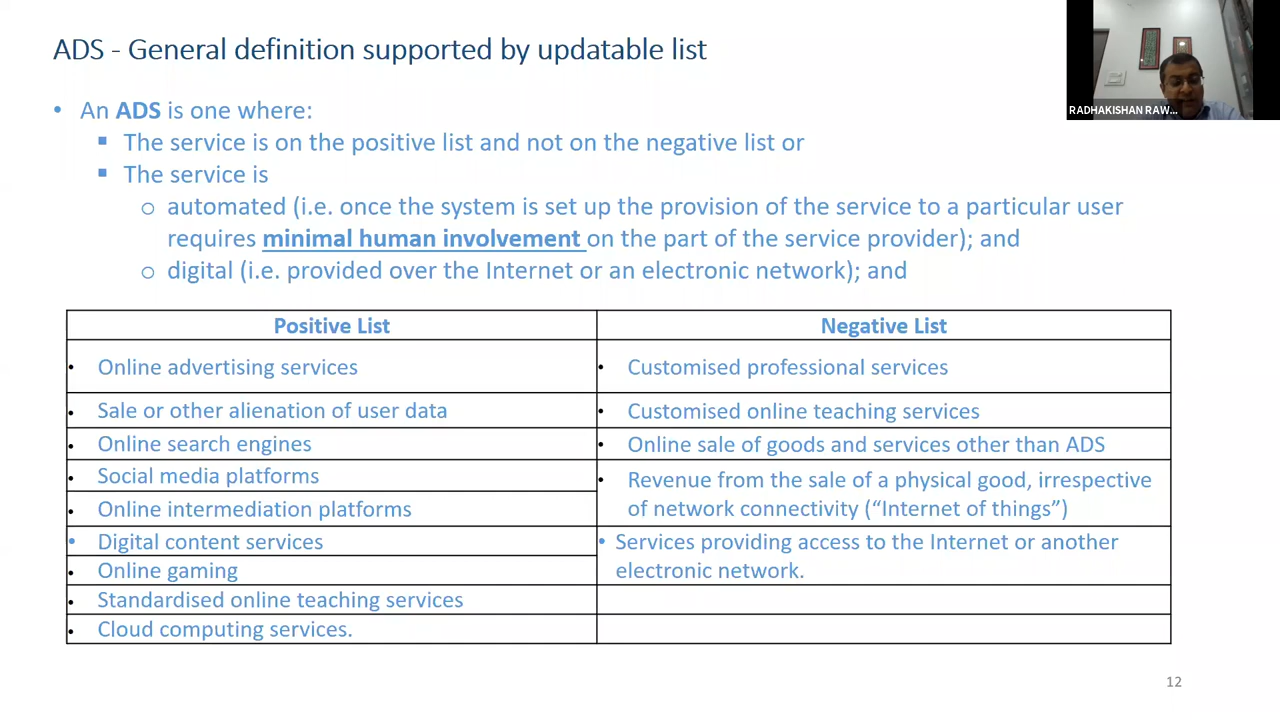 ADS - General definition supported by updatable list
RADHAKISHAN RAW...
• An ADS is one where:
▪ The service is on the positive list and not on the negative list or
▪ The service is
o automated (i.e. once the system is set up the provision of the service to a particular user
requires minimal human involvement on the part of the service provider); and
o digital (i.e. provided over the Internet or an electronic network); and
Positive List
Negative List
• Online advertising services
• Customised professional services
• Sale or other alienation of user data
• Customised online teaching services
• Online search engines
• Online sale of goods and services other than ADS
• Social media platforms
• Revenue from the sale of a physical good, irrespective
of network connectivity (“Internet of things”)
• Online intermediation platforms
• Digital content services
• Services providing access to the Internet or another
electronic network.
• Online gaming
• Standardised online teaching services
• Cloud computing services.
12